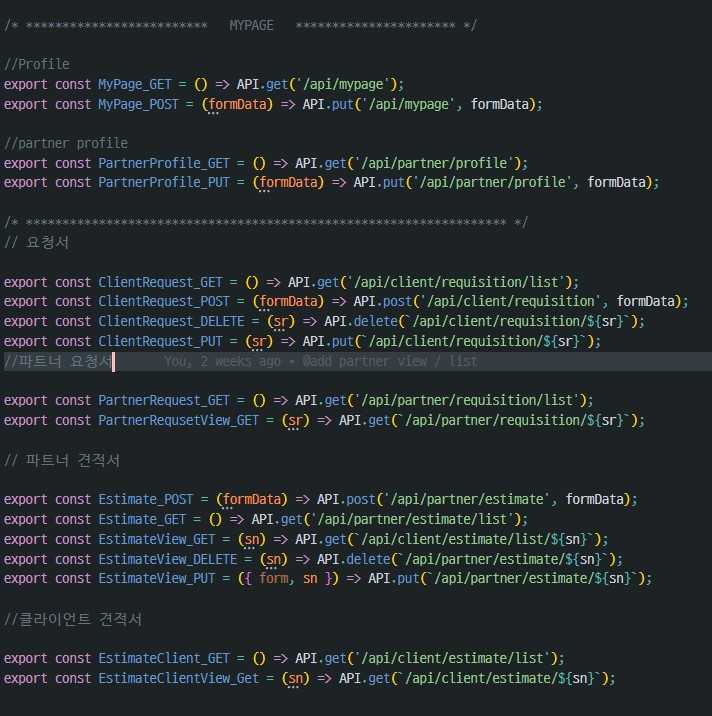 /* ************************* MYPAGE ********************** */
//Profile
export const MyPage_GET = () => API.get('/api/mypage');
export const MyPage_POST = (formData) => API.put('/api/mypage', formData);
//partner profile
export const PartnerProfile_GET = () => API.get('/api/partner/profile');
export const PartnerProfile_PUT = (formData) => API.put('/api/partner/profile', formData);
/* ****************************************************************** */
// 요청서
export const ClientRequest_GET = () => API.get('/api/client/requisition/list');
export const ClientRequest_POST = (formData) => API.post('/api/client/requisition', formData);
export const ClientRequest_DELETE = (sr) => API.delete(`/api/client/requisition/${sr}`);
export const ClientRequest_PUT = (sr) => API.put(`/api/client/requisition/${sr}`);
//파트너 요청서 You, 2 weeks ago • @add partner view / list
export const PartnerRequest_GET = () => API.get('/api/partner/requisition/list');
export const PartnerRequsetView_GET = (sr) => API.get(`/api/partner/requisition/${sr}`);
// 파트너 견적서
export const Estimate_POST = (formData) => API.post('/api/partner/estimate', formData);
export const Estimate_GET = () => API.get('/api/partner/estimate/list');
export const EstimateView_GET = (sn) => API.get(`/api/client/estimate/list/${sn}`);
export const EstimateView_DELETE = (sn) => API.delete(`/api/partner/estimate/${sn}`);
export const EstimateView_PUT = ({ form, sn }) => API.put(`/api/partner/estimate/${sn}`);
//클라이언트 견적서
export const EstimateClient_GET = () => API.get('/api/client/estimate/list');
export const EstimateClientView_Get = (sn) => API.get(`/api/client/estimate/${sn}`);